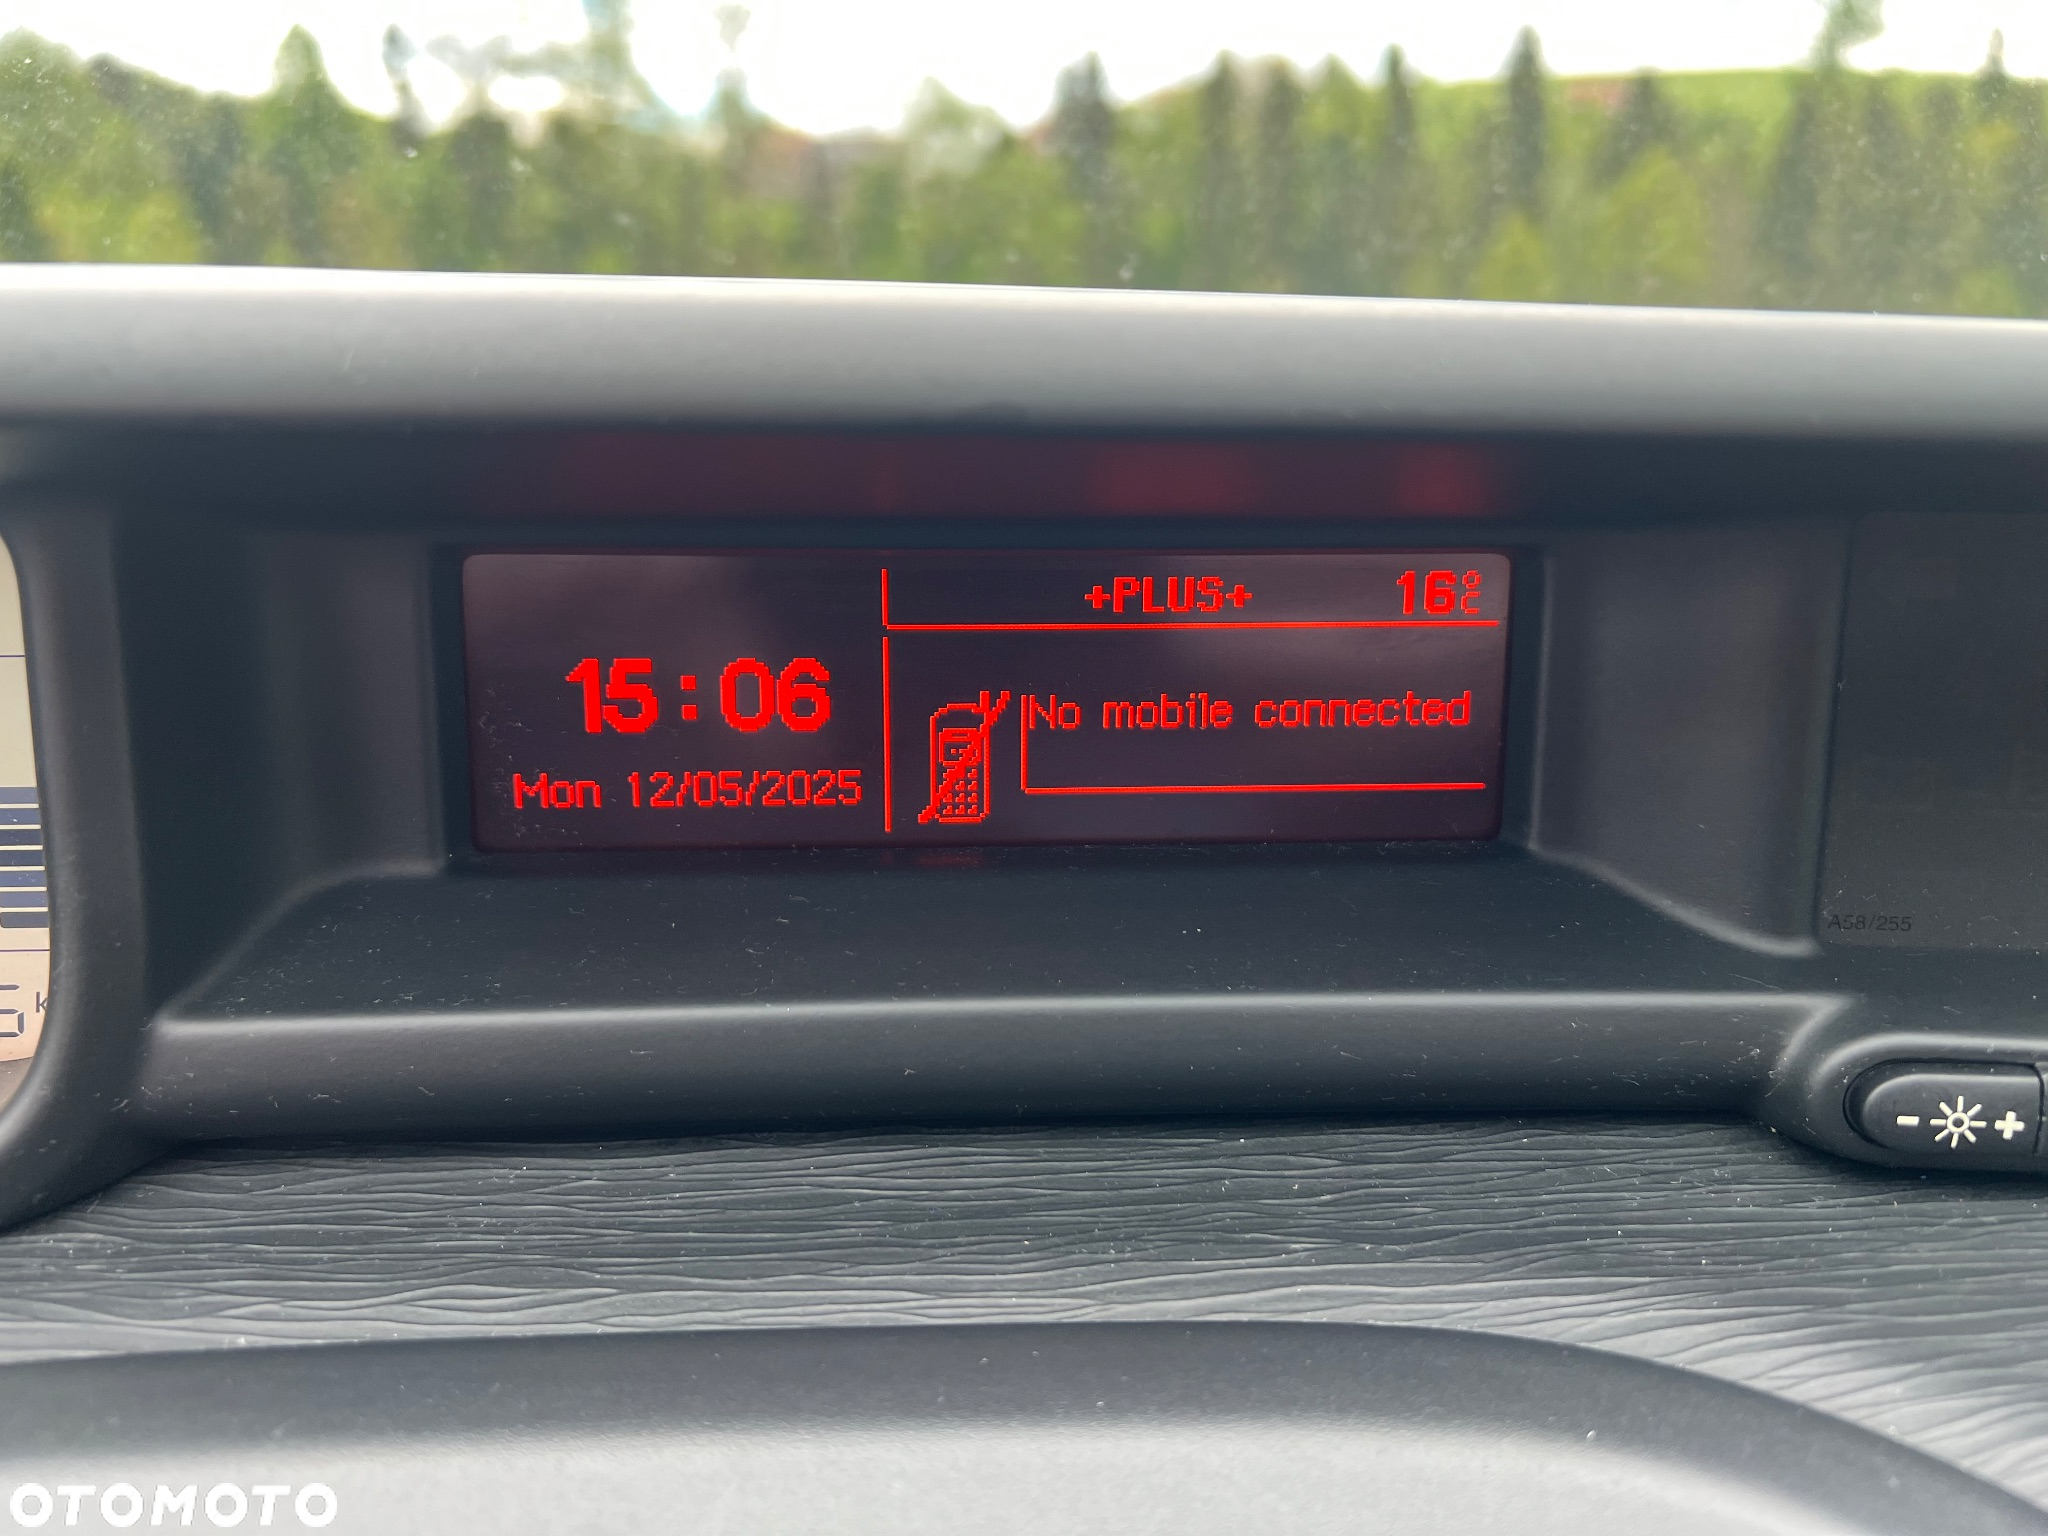 +PLUS+ 16°C
15:06
No mobile connected
Mon 12/05/2025
A58/255
- +
OTOMOTO